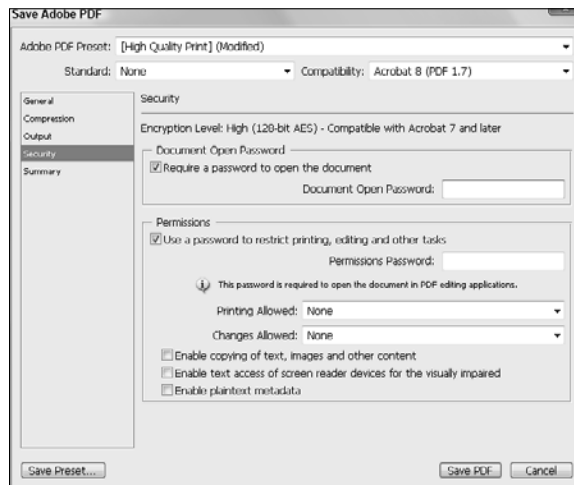 Save Adobe PDF
Adobe PDF Preset: [High Quality Print] (Modified)
Standard: None Compatibility: Acrobat 8 (PDF 1.7)
General
Compression
Output
Security
Summary
Security
Encryption Level: High (128-bit AES) - Compatible with Acrobat 7 and later
Document Open Password
Require a password to open the document
Document Open Password:
Permissions
Use a password to restrict printing, editing and other tasks
Permissions Password:
This password is required to open the document in PDF editing applications.
Printing Allowed: None
Changes Allowed: None
Enable copying of text, images and other content
Enable text access of screen reader devices for the visually impaired
Enable plaintext metadata
Save Preset... Save PDF Cancel